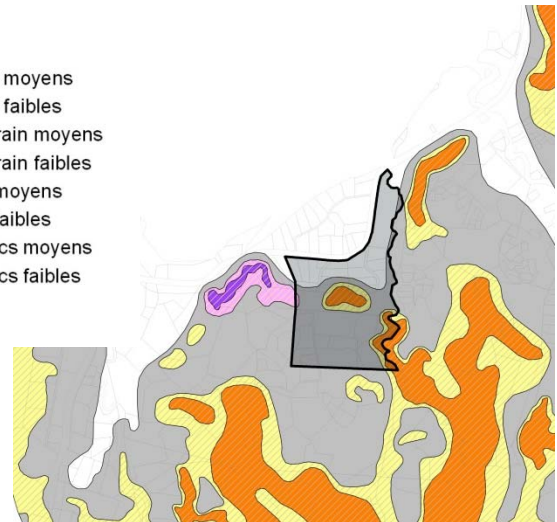 moyens
faibles
rain moyens
rain faibles
moyens
aibles
cs moyens
cs faibles